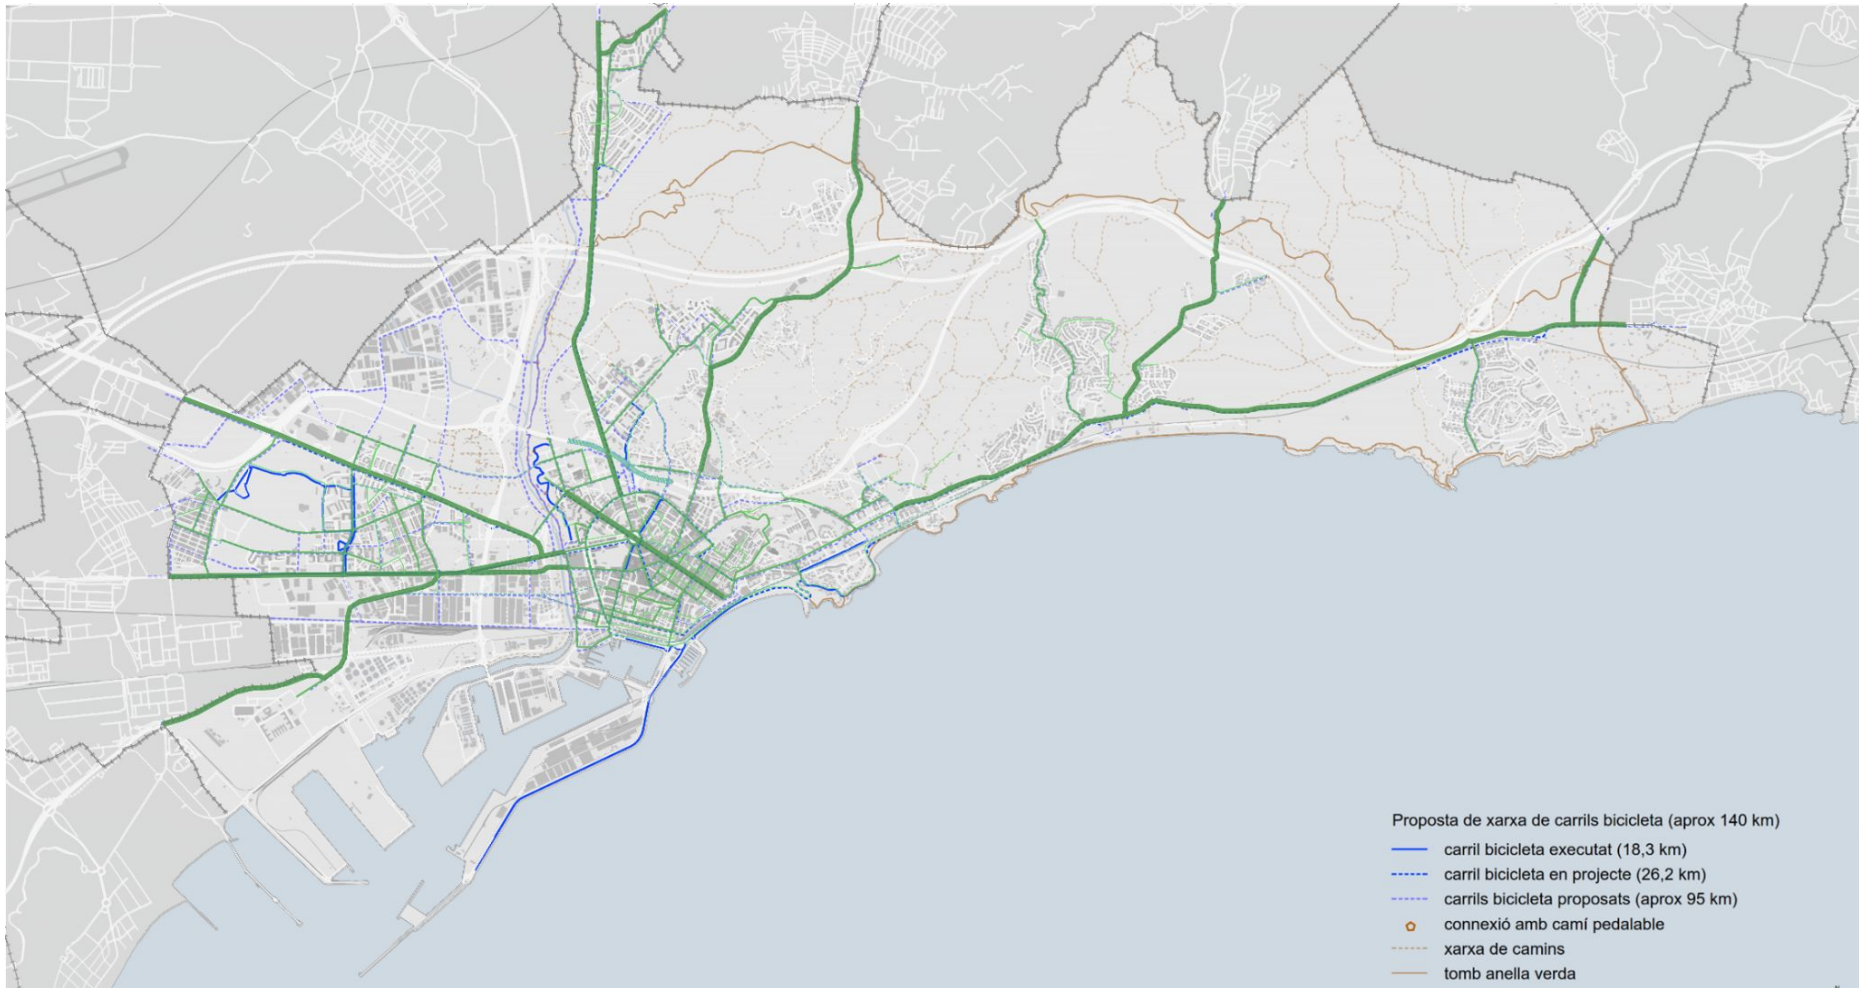 Proposta de xarxa de carrils bicicleta (aprox 140 km)
carril bicicleta executat (18,3 km)
carril bicicleta en projecte (26,2 km)
carrils bicicleta proposats (aprox 95 km)
connexió amb camí pedalable
xarxa de camins
tomb anella verda